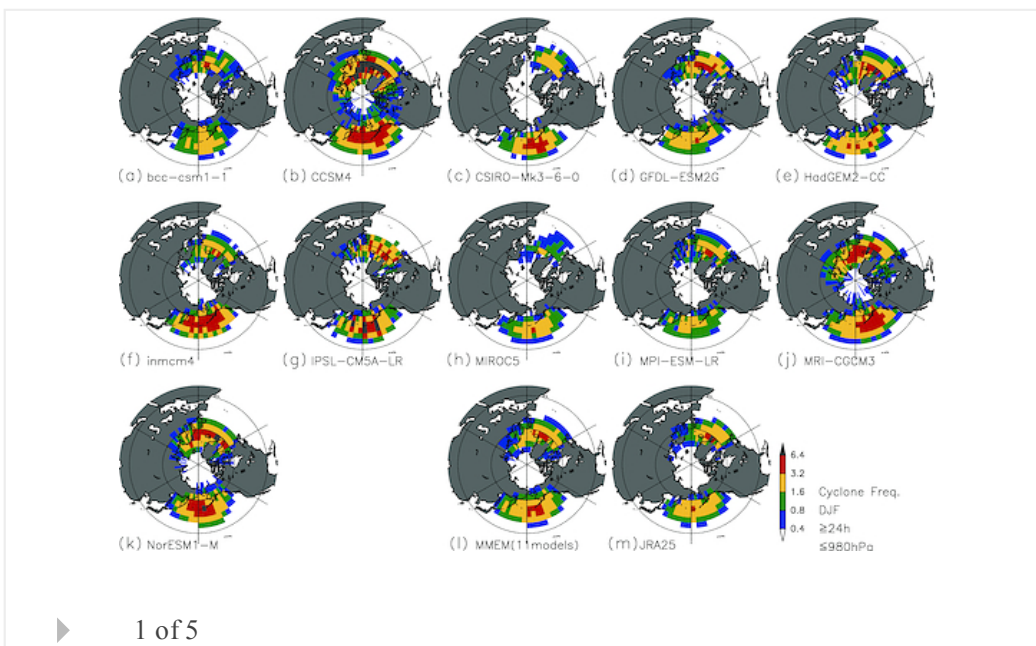 (a) bcc-csm1-1
(b) CCSM4
(c) CSIRO-Mk3-6-0
(d) GFDL-ESM2G
(e) HadGEM2-CC
(f) inmcm4
(g) IPSL-CM5A-LR
(h) MIROC5
(i) MPI-ESM-LR
(j) MRI-CGCM3
(k) NorESM1-M
(l) MMEM(11models)
(m)JRA25
6.4
3.2
1.6
0.8
0.4
Cyclone Freq.
DJF
≥24h
≤980hPa
1 of 5